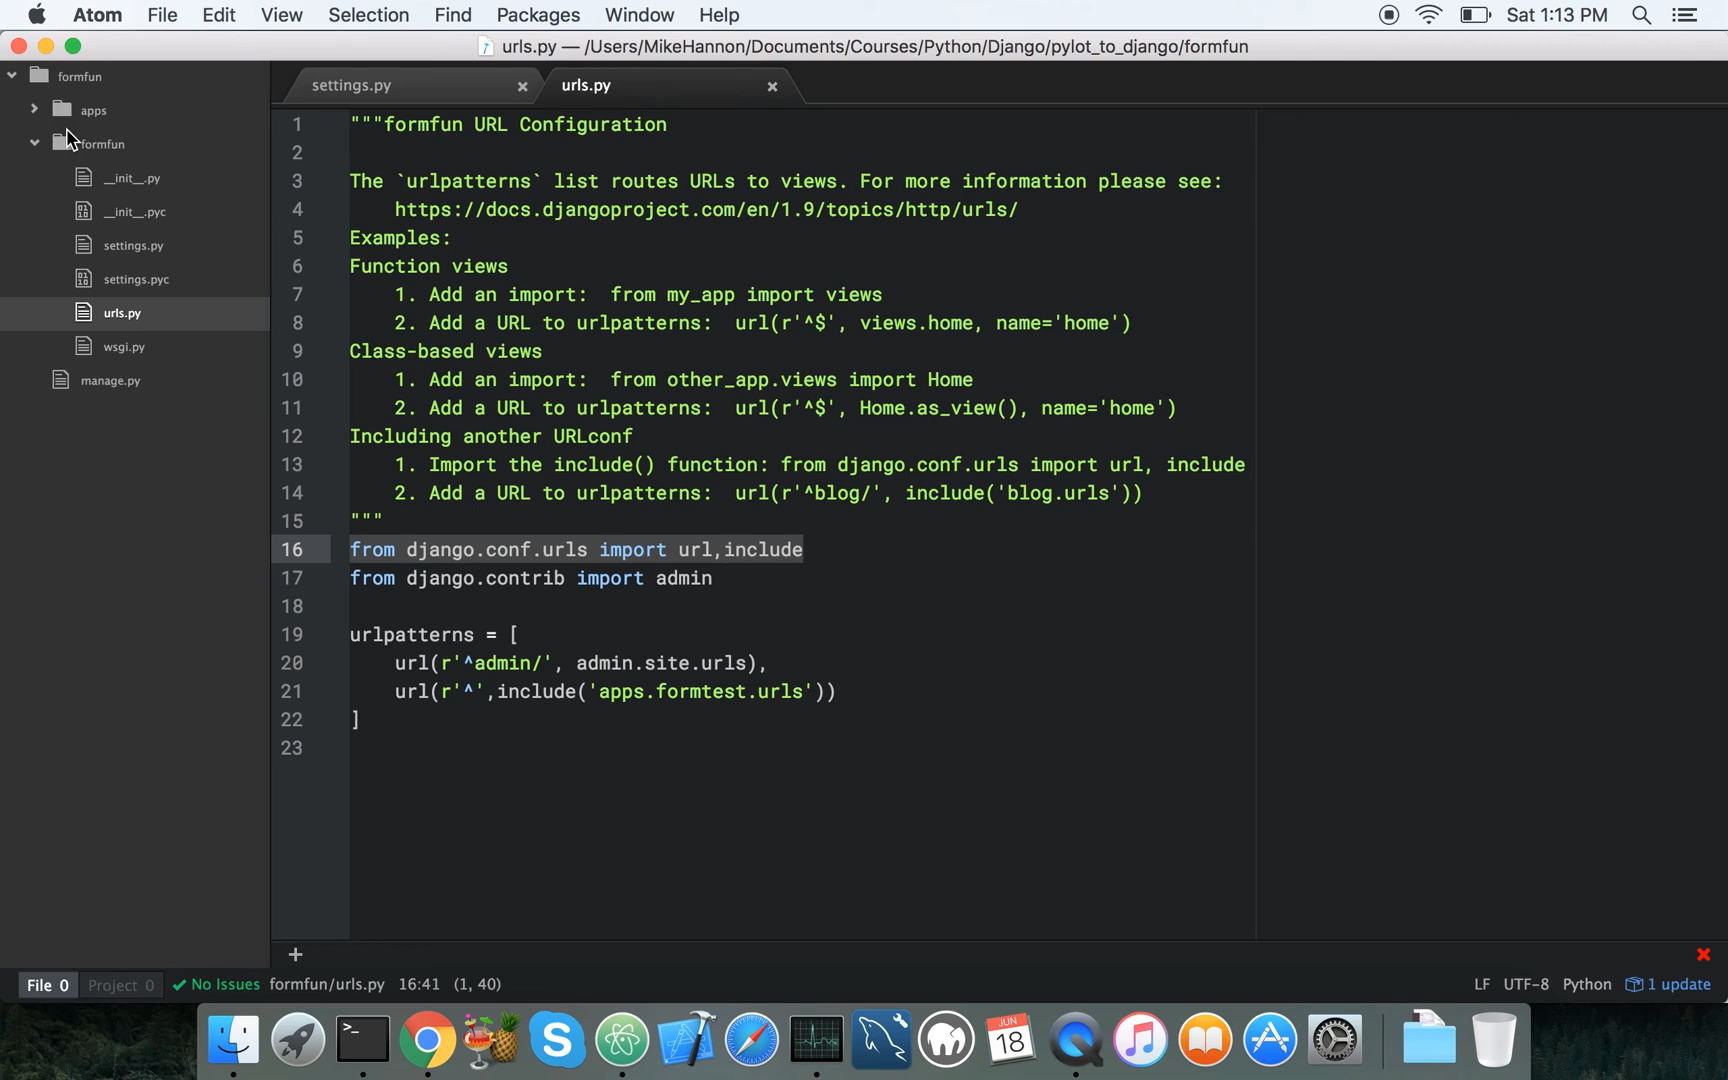 Atom File Edit View Selection Find Packages Window Help Sat 1:13 PM
urls.py — /Users/MikeHannon/Documents/Courses/Python/Django/pylot_to_django/formfun
formfun
apps
formfun
__init__.py
__init__.pyc
settings.py
settings.pyc
urls.py
wsgi.py
manage.py
settings.py × urls.py ×
1 """formfun URL Configuration
2
3 The `urlpatterns` list routes URLs to views. For more information please see:
4     https://docs.djangoproject.com/en/1.9/topics/http/urls/
5 Examples:
6 Function views
7     1. Add an import:  from my_app import views
8     2. Add a URL to urlpatterns:  url(r'^$', views.home, name='home')
9 Class-based views
10     1. Add an import:  from other_app.views import Home
11     2. Add a URL to urlpatterns:  url(r'^$', Home.as_view(), name='home')
12 Including another URLconf
13     1. Import the include() function: from django.conf.urls import url, include
14     2. Add a URL to urlpatterns:  url(r'^blog/', include('blog.urls'))
15 """
16 from django.conf.urls import url,include
17 from django.contrib import admin
18
19 urlpatterns = [
20     url(r'^admin/', admin.site.urls),
21     url(r'^',include('apps.formtest.urls'))
22 ]
23
+
File 0 Project 0 No Issues formfun/urls.py 16:41 (1, 40) LF UTF-8 Python 1 update
>_
S
JUN
18